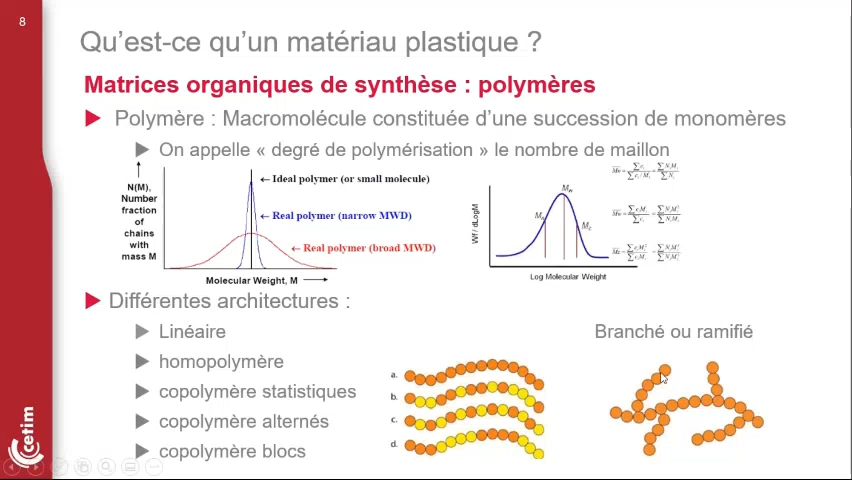 8
Qu’est-ce qu’un matériau plastique ?
Matrices organiques de synthèse : polymères
Polymère : Macromolécule constituée d’une succession de monomères
On appelle « degré de polymérisation » le nombre de maillon
N(M),
Number
fraction
of
chains
with
mass M
← Ideal polymer (or small molecule)
← Real polymer (narrow MWD)
← Real polymer (broad MWD)
Molecular Weight, M
Wf / dLogM
Mn
Mw
Mz
Log Molecular Weight
Différentes architectures :
Linéaire
homopolymère
copolymère statistiques
copolymère alternés
copolymère blocs
Branché ou ramifié
a.
b.
c.
d.
cetim